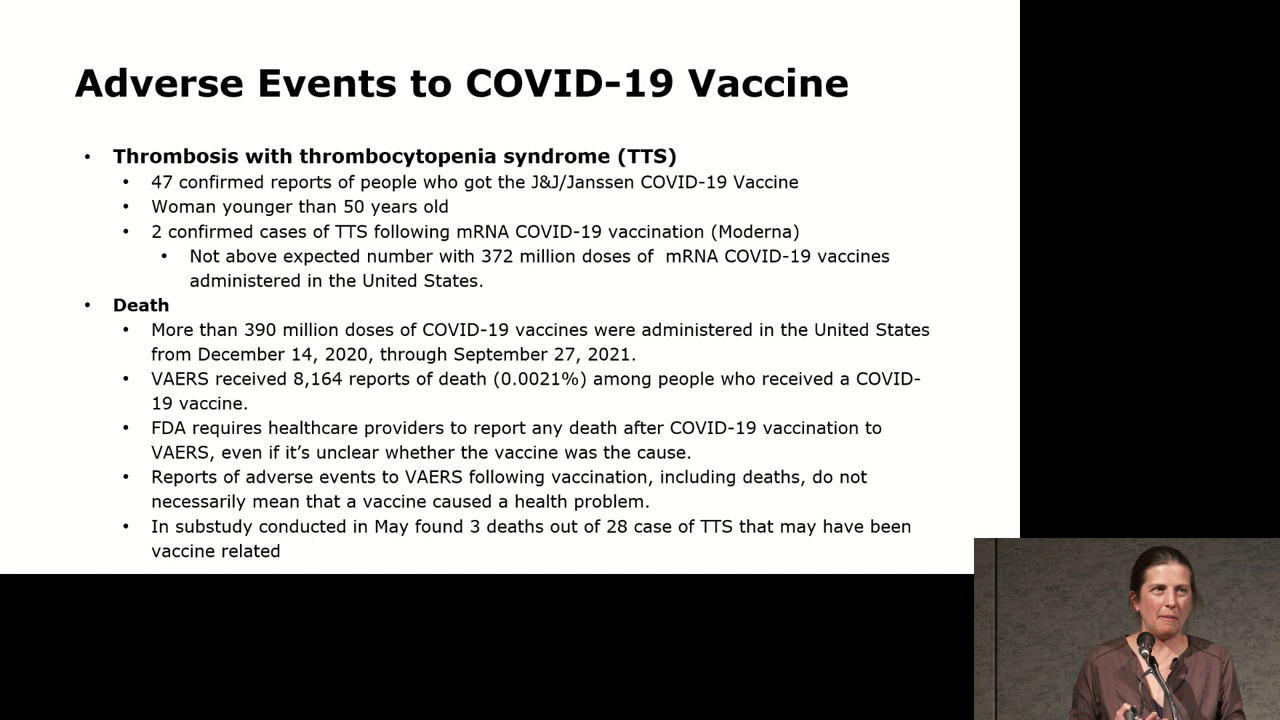 Adverse Events to COVID-19 Vaccine
• Thrombosis with thrombocytopenia syndrome (TTS)
• 47 confirmed reports of people who got the J&J/Janssen COVID-19 Vaccine
• Woman younger than 50 years old
• 2 confirmed cases of TTS following mRNA COVID-19 vaccination (Moderna)
• Not above expected number with 372 million doses of  mRNA COVID-19 vaccines
administered in the United States.
• Death
• More than 390 million doses of COVID-19 vaccines were administered in the United States
from December 14, 2020, through September 27, 2021.
• VAERS received 8,164 reports of death (0.0021%) among people who received a COVID-
19 vaccine.
• FDA requires healthcare providers to report any death after COVID-19 vaccination to
VAERS, even if it’s unclear whether the vaccine was the cause.
• Reports of adverse events to VAERS following vaccination, including deaths, do not
necessarily mean that a vaccine caused a health problem.
• In substudy conducted in May found 3 deaths out of 28 case of TTS that may have been
vaccine related